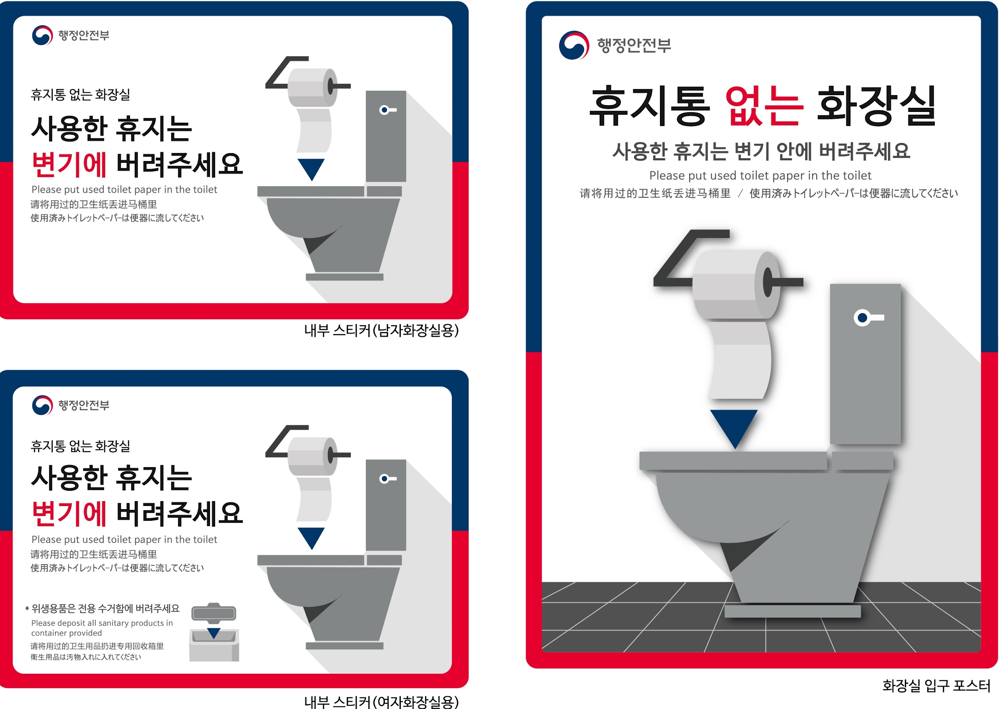 행정안전부
휴지통 없는 화장실
사용한 휴지는
변기에 버려주세요
Please put used toilet paper in the toilet
请将用过的卫生纸丢进马桶里
使用済みトイレットペーパーは便器に流してください
내부 스티커(남자화장실용)
행정안전부
휴지통 없는 화장실
사용한 휴지는
변기에 버려주세요
Please put used toilet paper in the toilet
请将用过的卫生纸丢进马桶里
使用済みトイレットペーパーは便器に流してください
* 위생용품은 전용 수거함에 버려주세요
Please deposit all sanitary products in
container provided
请将用过的卫生用品扔进专用回收箱里
衛生用品は汚物入れに入れてください
내부 스티커(여자화장실용)
행정안전부
휴지통 없는 화장실
사용한 휴지는 변기 안에 버려주세요
Please put used toilet paper in the toilet
请将用过的卫生纸丢进马桶里 / 使用済みトイレットペーパーは便器に流してください
화장실 입구 포스터